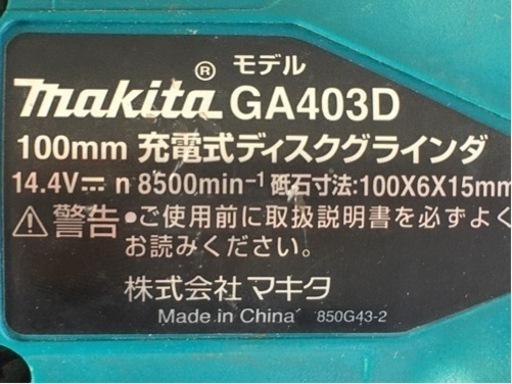 ® モデル
makita GA403D
100mm 充電式ディスクグラインダ
14.4V⎓ n 8500min⁻¹ 砥石寸法:100X6X15mm
⚠警告●ご使用前に取扱説明書を必ずよく
お読みください。
株式会社 マキタ
Made in China 850G43-2